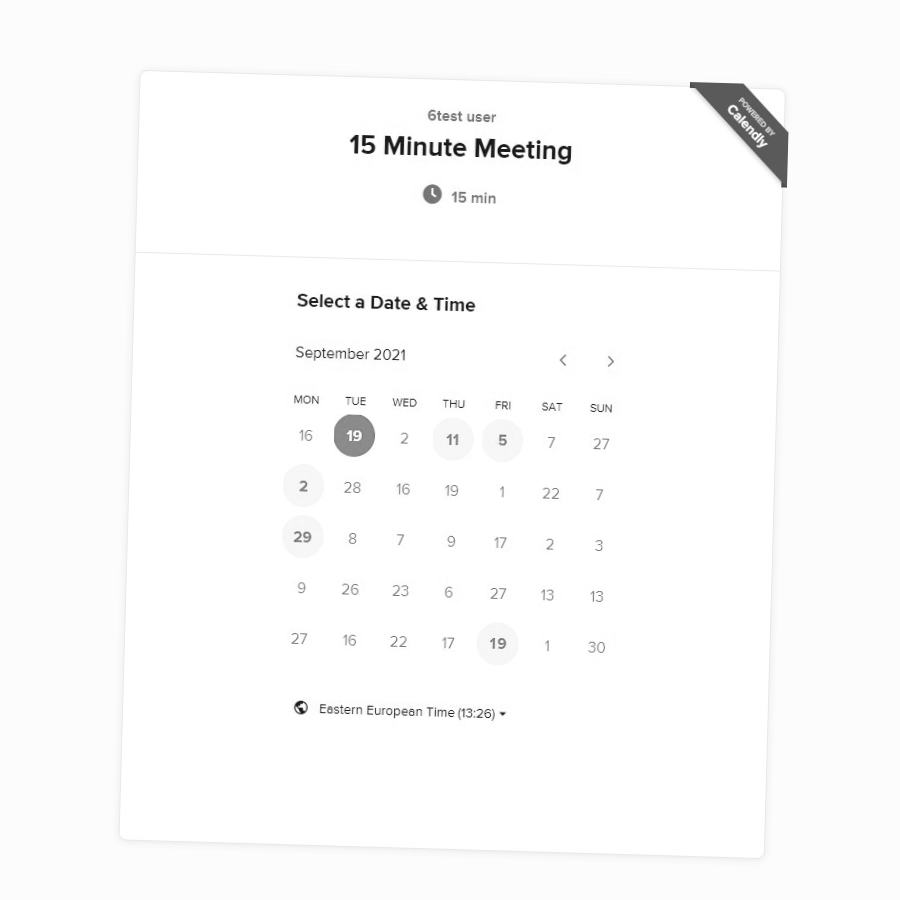 POWERED BY
Calendly
6test user
15 Minute Meeting
15 min
Select a Date & Time
September 2021
MON TUE WED THU FRI SAT SUN
16 19 2 11 5 7 27
2 28 16 19 1 22 7
29 8 7 9 17 2 3
9 26 23 6 27 13 13
27 16 22 17 19 1 30
Eastern European Time (13:26)